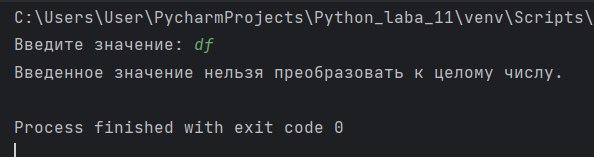 C:\Users\User\PycharmProjects\Python_laba_11\venv\Scripts\
Введите значение: df
Введенное значение нельзя преобразовать к целому числу.
Process finished with exit code 0